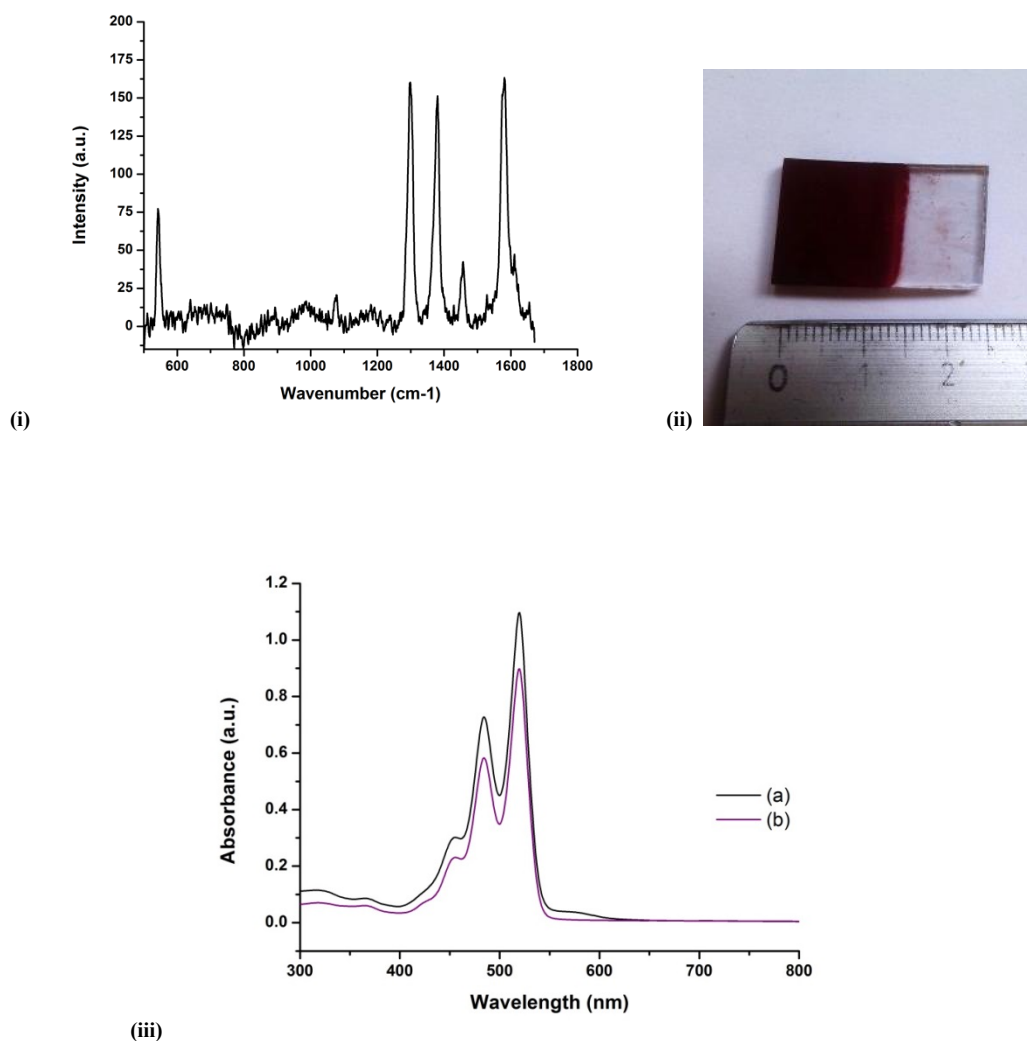 200
175
150
125
100
75
50
25
0
Intensity (a.u.)
600 800 1000 1200 1400 1600 1800
Wavenumber (cm-1)
(i)
0 1 2
(ii)
1.2
1.0
0.8
0.6
0.4
0.2
0.0
Absorbance (a.u.)
(a)
(b)
300 400 500 600 700 800
Wavelength (nm)
(iii)